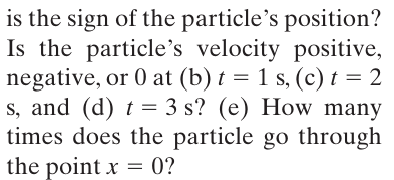 is the sign of the particle’s position?
Is the particle’s velocity positive,
negative, or 0 at (b) t = 1 s, (c) t = 2
s, and (d) t = 3 s? (e) How many
times does the particle go through
the point x = 0?